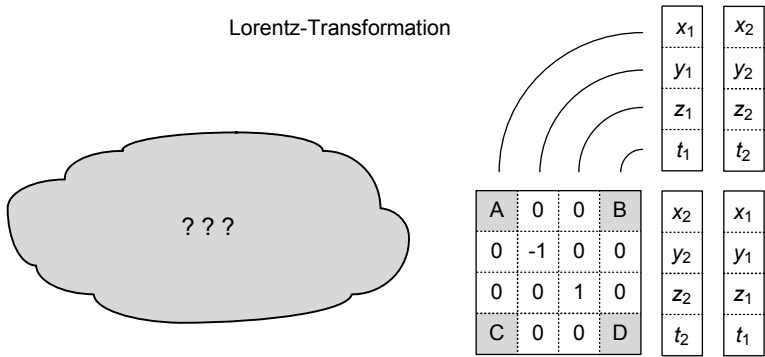 Lorentz-Transformation
x1 x2
y1 y2
z1 z2
t1 t2
? ? ?
A 0 0 B x2 x1
0 -1 0 0 y2 y1
0 0 1 0 z2 z1
C 0 0 D t2 t1